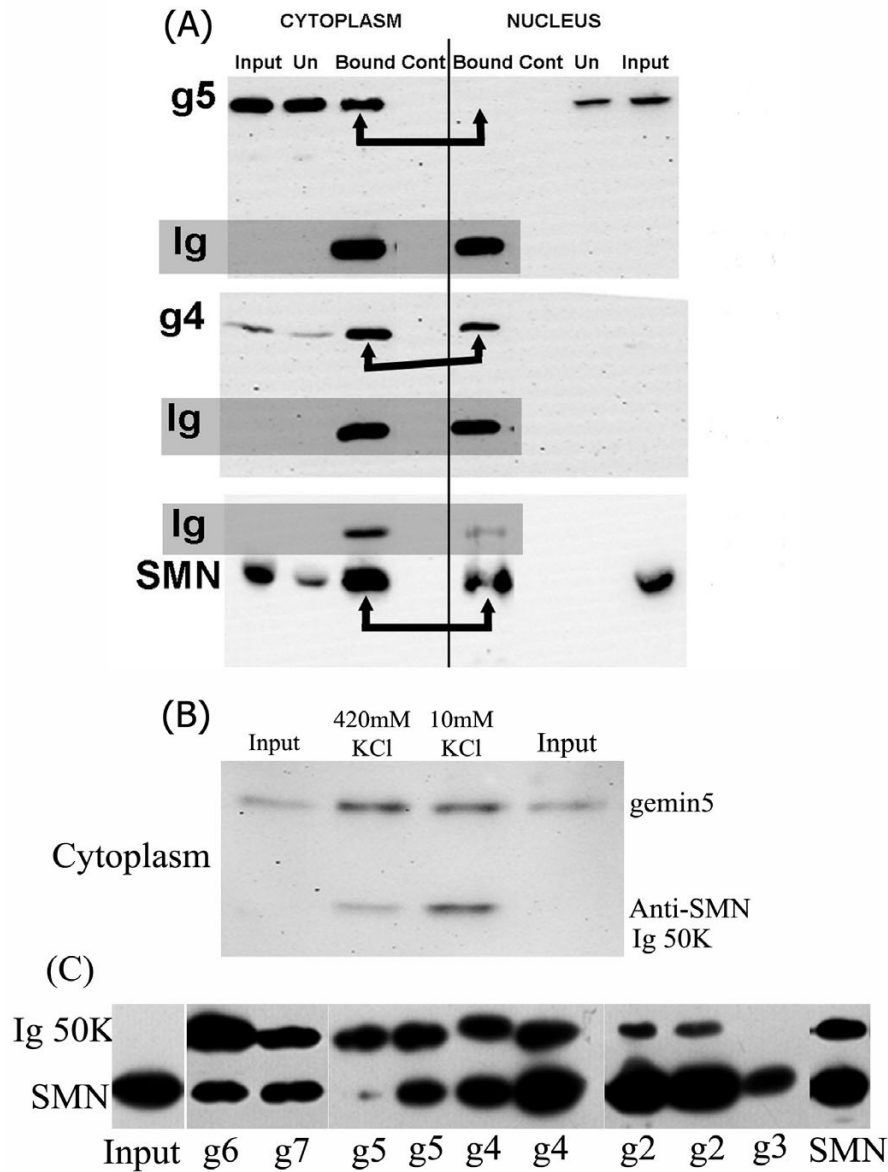 (A)
CYTOPLASM NUCLEUS
Input Un Bound Cont Bound Cont Un Input
g5
Ig
g4
Ig
Ig
SMN
(B)
Input 420mM KCl 10mM KCl Input
gemin5
Cytoplasm
Anti-SMN
Ig 50K
(C)
Ig 50K
SMN
Input g6 g7 g5 g5 g4 g4 g2 g2 g3 SMN